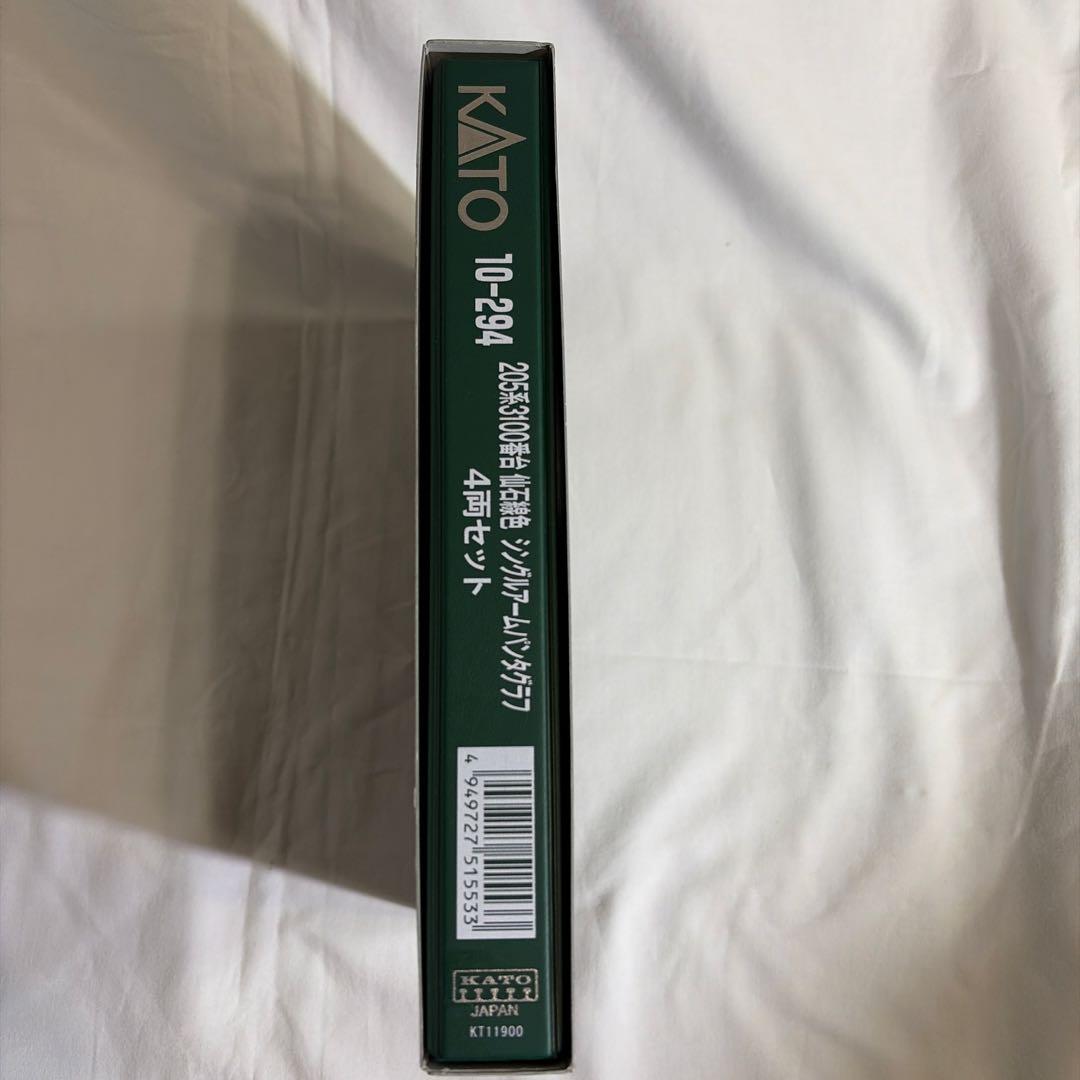 KATO
10-294
205系3100番台 仙石線色 シングルアームパンタグラフ
4両セット
4 949727 515533
KATO
JAPAN
KT11900